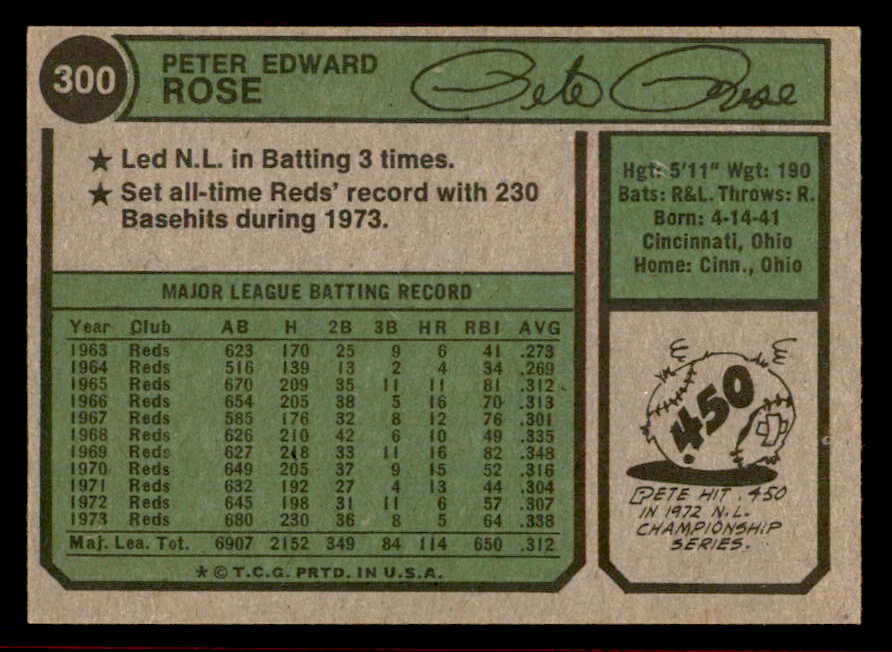 300
PETER EDWARD
ROSE
Pete Rose
★ Led N.L. in Batting 3 times.
★ Set all-time Reds' record with 230
Basehits during 1973.
Hgt: 5'11" Wgt: 190
Bats: R&L. Throws: R.
Born: 4-14-41
Cincinnati, Ohio
Home: Cinn., Ohio
MAJOR LEAGUE BATTING RECORD
Year Club AB H 2B 3B HR RBI AVG
1963 Reds 623 170 25 9 6 41 .273
1964 Reds 516 139 13 2 4 34 .269
1965 Reds 670 209 35 11 11 81 .312
1966 Reds 654 205 38 5 16 70 .313
1967 Reds 585 176 32 8 12 76 .301
1968 Reds 626 210 42 6 10 49 .335
1969 Reds 627 218 33 11 16 82 .348
1970 Reds 649 205 37 9 15 52 .316
1971 Reds 632 192 27 4 13 44 .304
1972 Reds 645 198 31 11 6 57 .307
1973 Reds 680 230 36 8 5 64 .338
Maj. Lea. Tot. 6907 2152 349 84 114 650 .312
* © T.C.G. PRTD. IN U.S.A.
.450
PETE HIT .450
IN 1972 N.L.
CHAMPIONSHIP
SERIES.